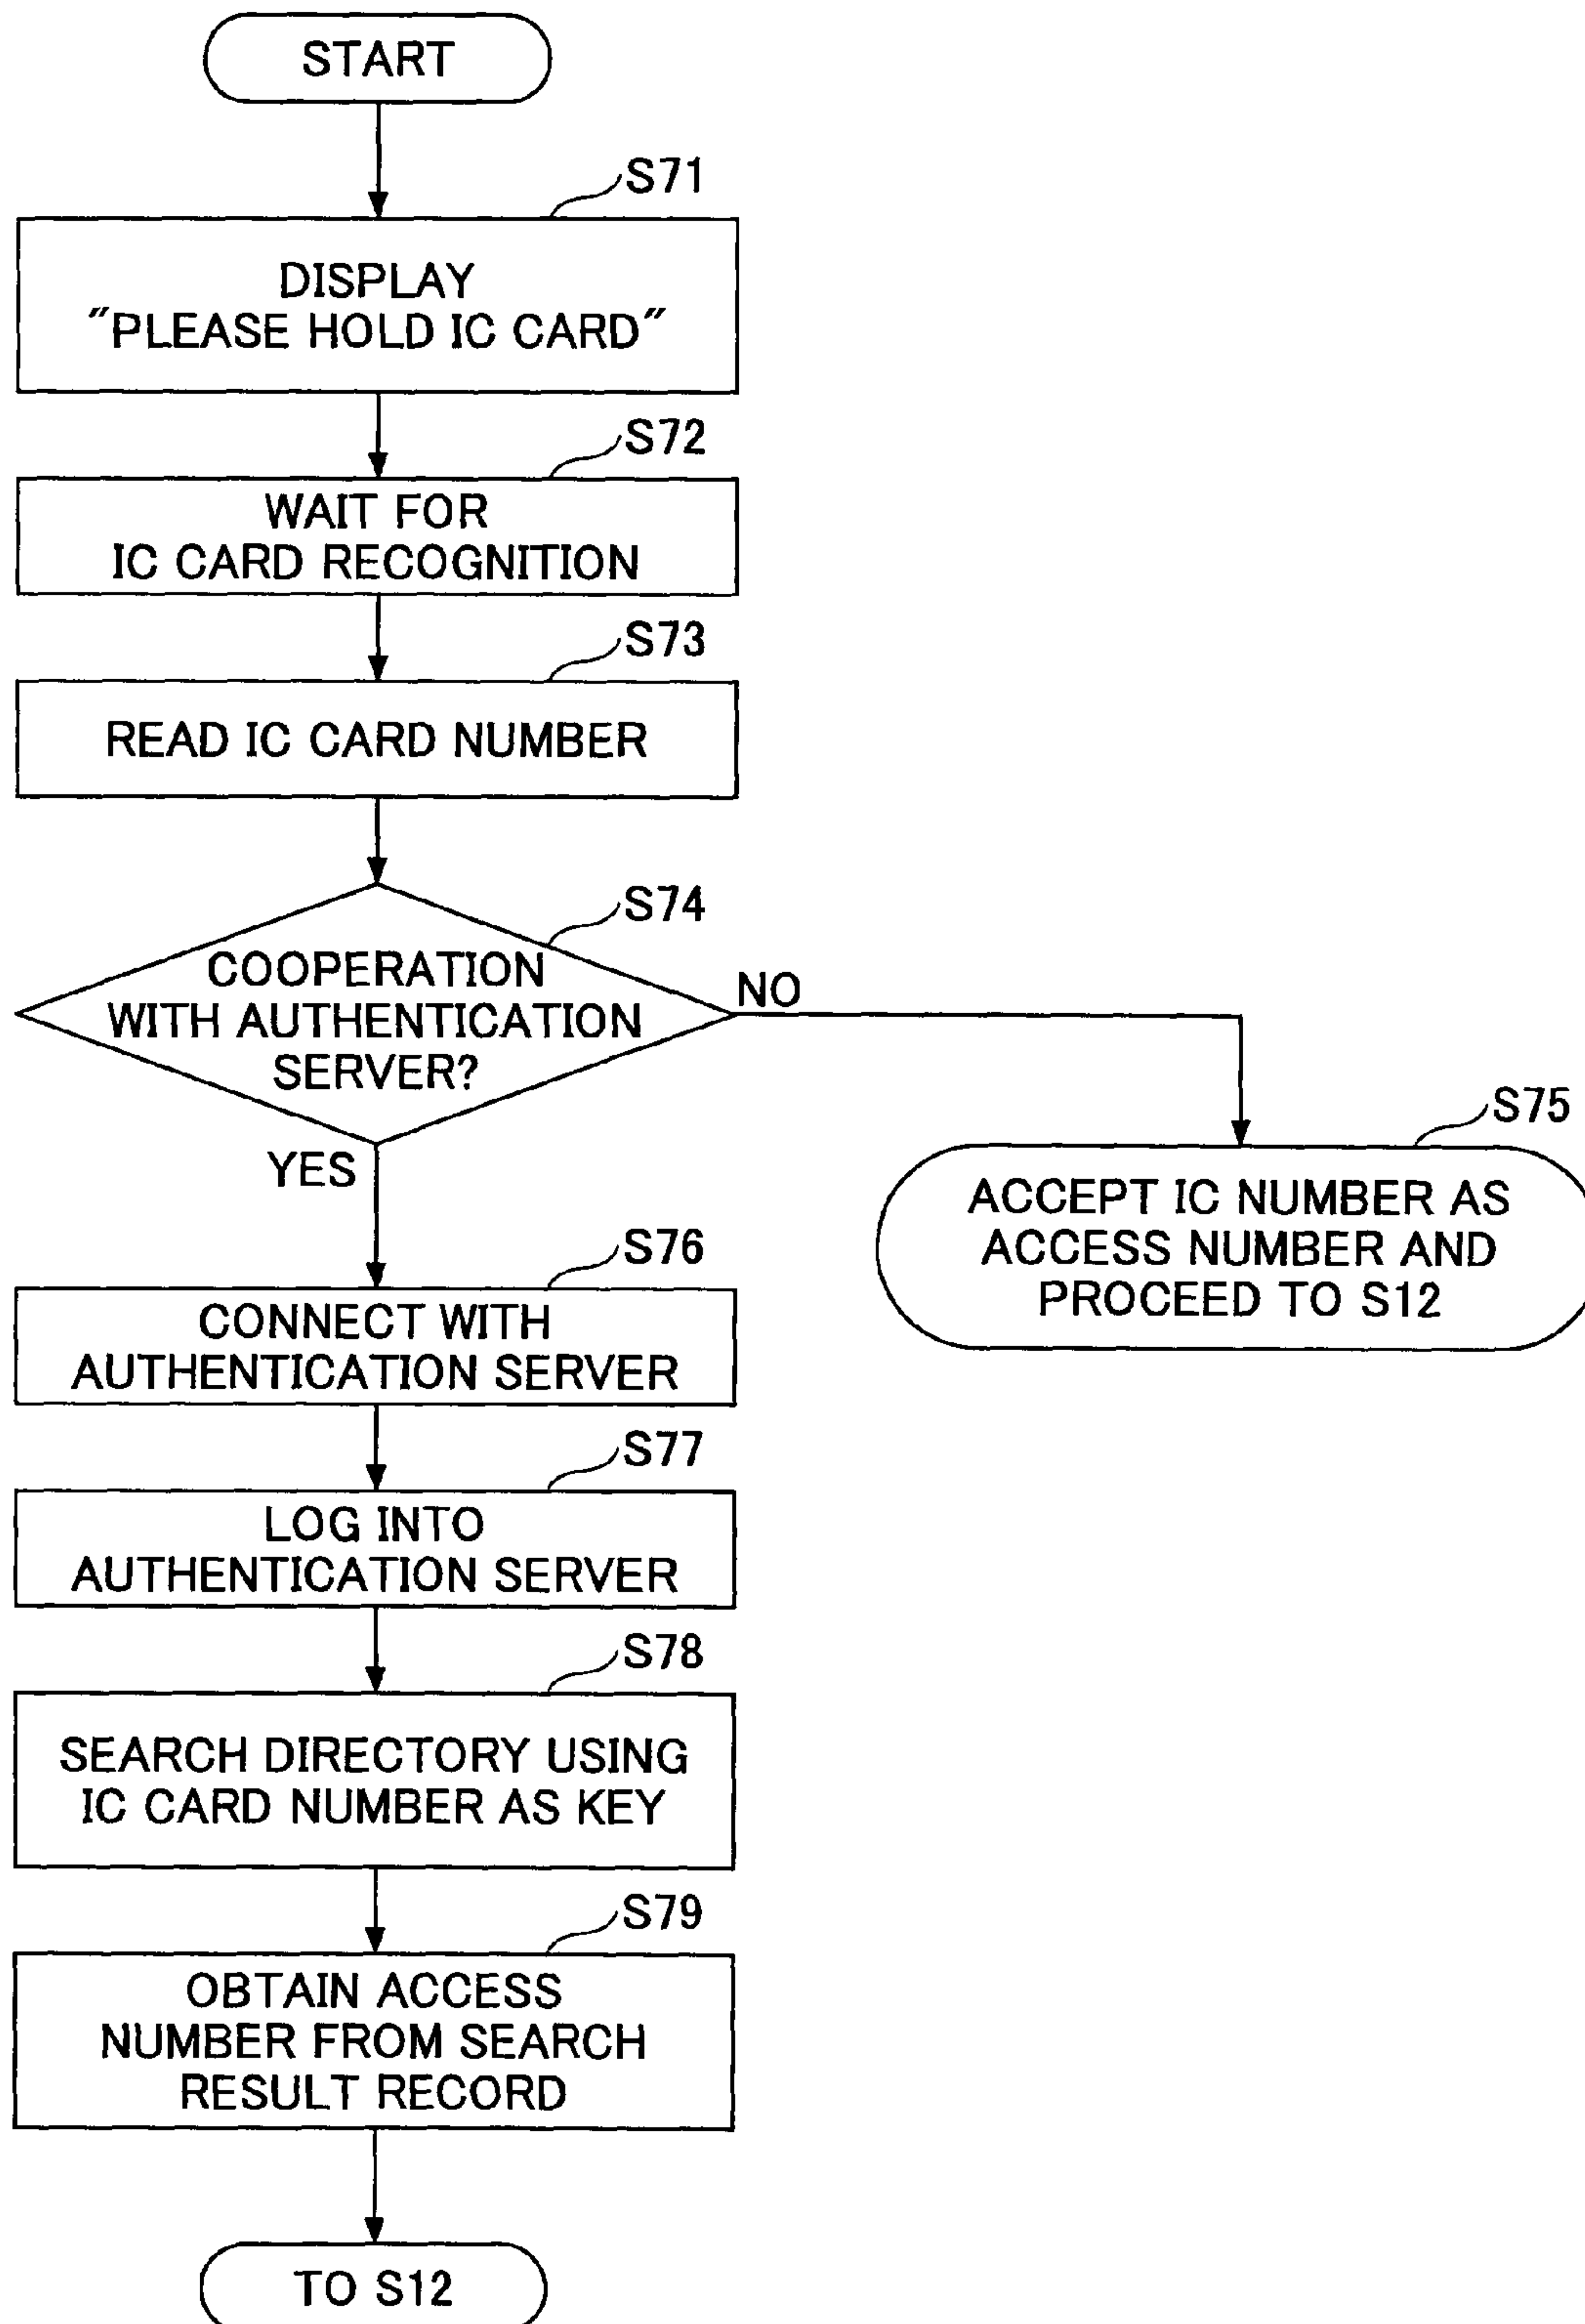 START
S71
DISPLAY
"PLEASE HOLD IC CARD"
S72
WAIT FOR
IC CARD RECOGNITION
S73
READ IC CARD NUMBER
S74
COOPERATION
WITH AUTHENTICATION
SERVER?
NO
YES
S75
ACCEPT IC NUMBER AS
ACCESS NUMBER AND
PROCEED TO S12
S76
CONNECT WITH
AUTHENTICATION SERVER
S77
LOG INTO
AUTHENTICATION SERVER
S78
SEARCH DIRECTORY USING
IC CARD NUMBER AS KEY
S79
OBTAIN ACCESS
NUMBER FROM SEARCH
RESULT RECORD
TO S12